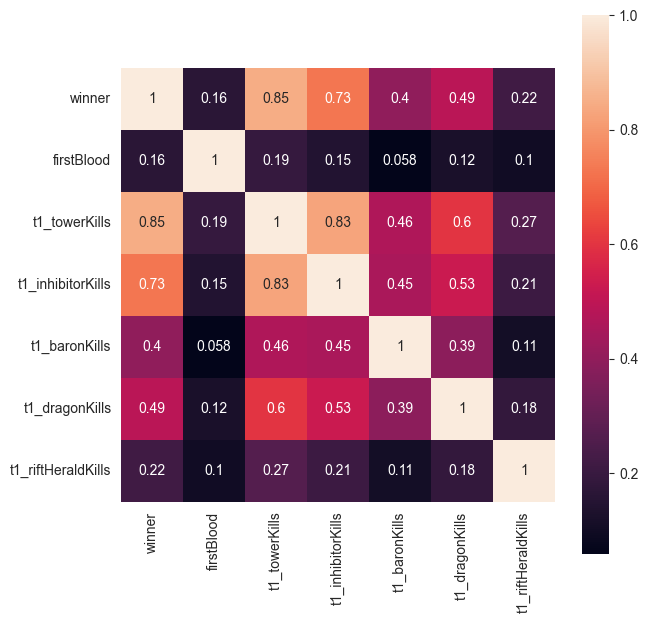 winner 1 0.16 0.85 0.73 0.4 0.49 0.22
firstBlood 0.16 1 0.19 0.15 0.058 0.12 0.1
t1_towerKills 0.85 0.19 1 0.83 0.46 0.6 0.27
t1_inhibitorKills 0.73 0.15 0.83 1 0.45 0.53 0.21
t1_baronKills 0.4 0.058 0.46 0.45 1 0.39 0.11
t1_dragonKills 0.49 0.12 0.6 0.53 0.39 1 0.18
t1_riftHeraldKills 0.22 0.1 0.27 0.21 0.11 0.18 1
winner
firstBlood
t1_towerKills
t1_inhibitorKills
t1_baronKills
t1_dragonKills
t1_riftHeraldKills
1.0
0.8
0.6
0.4
0.2